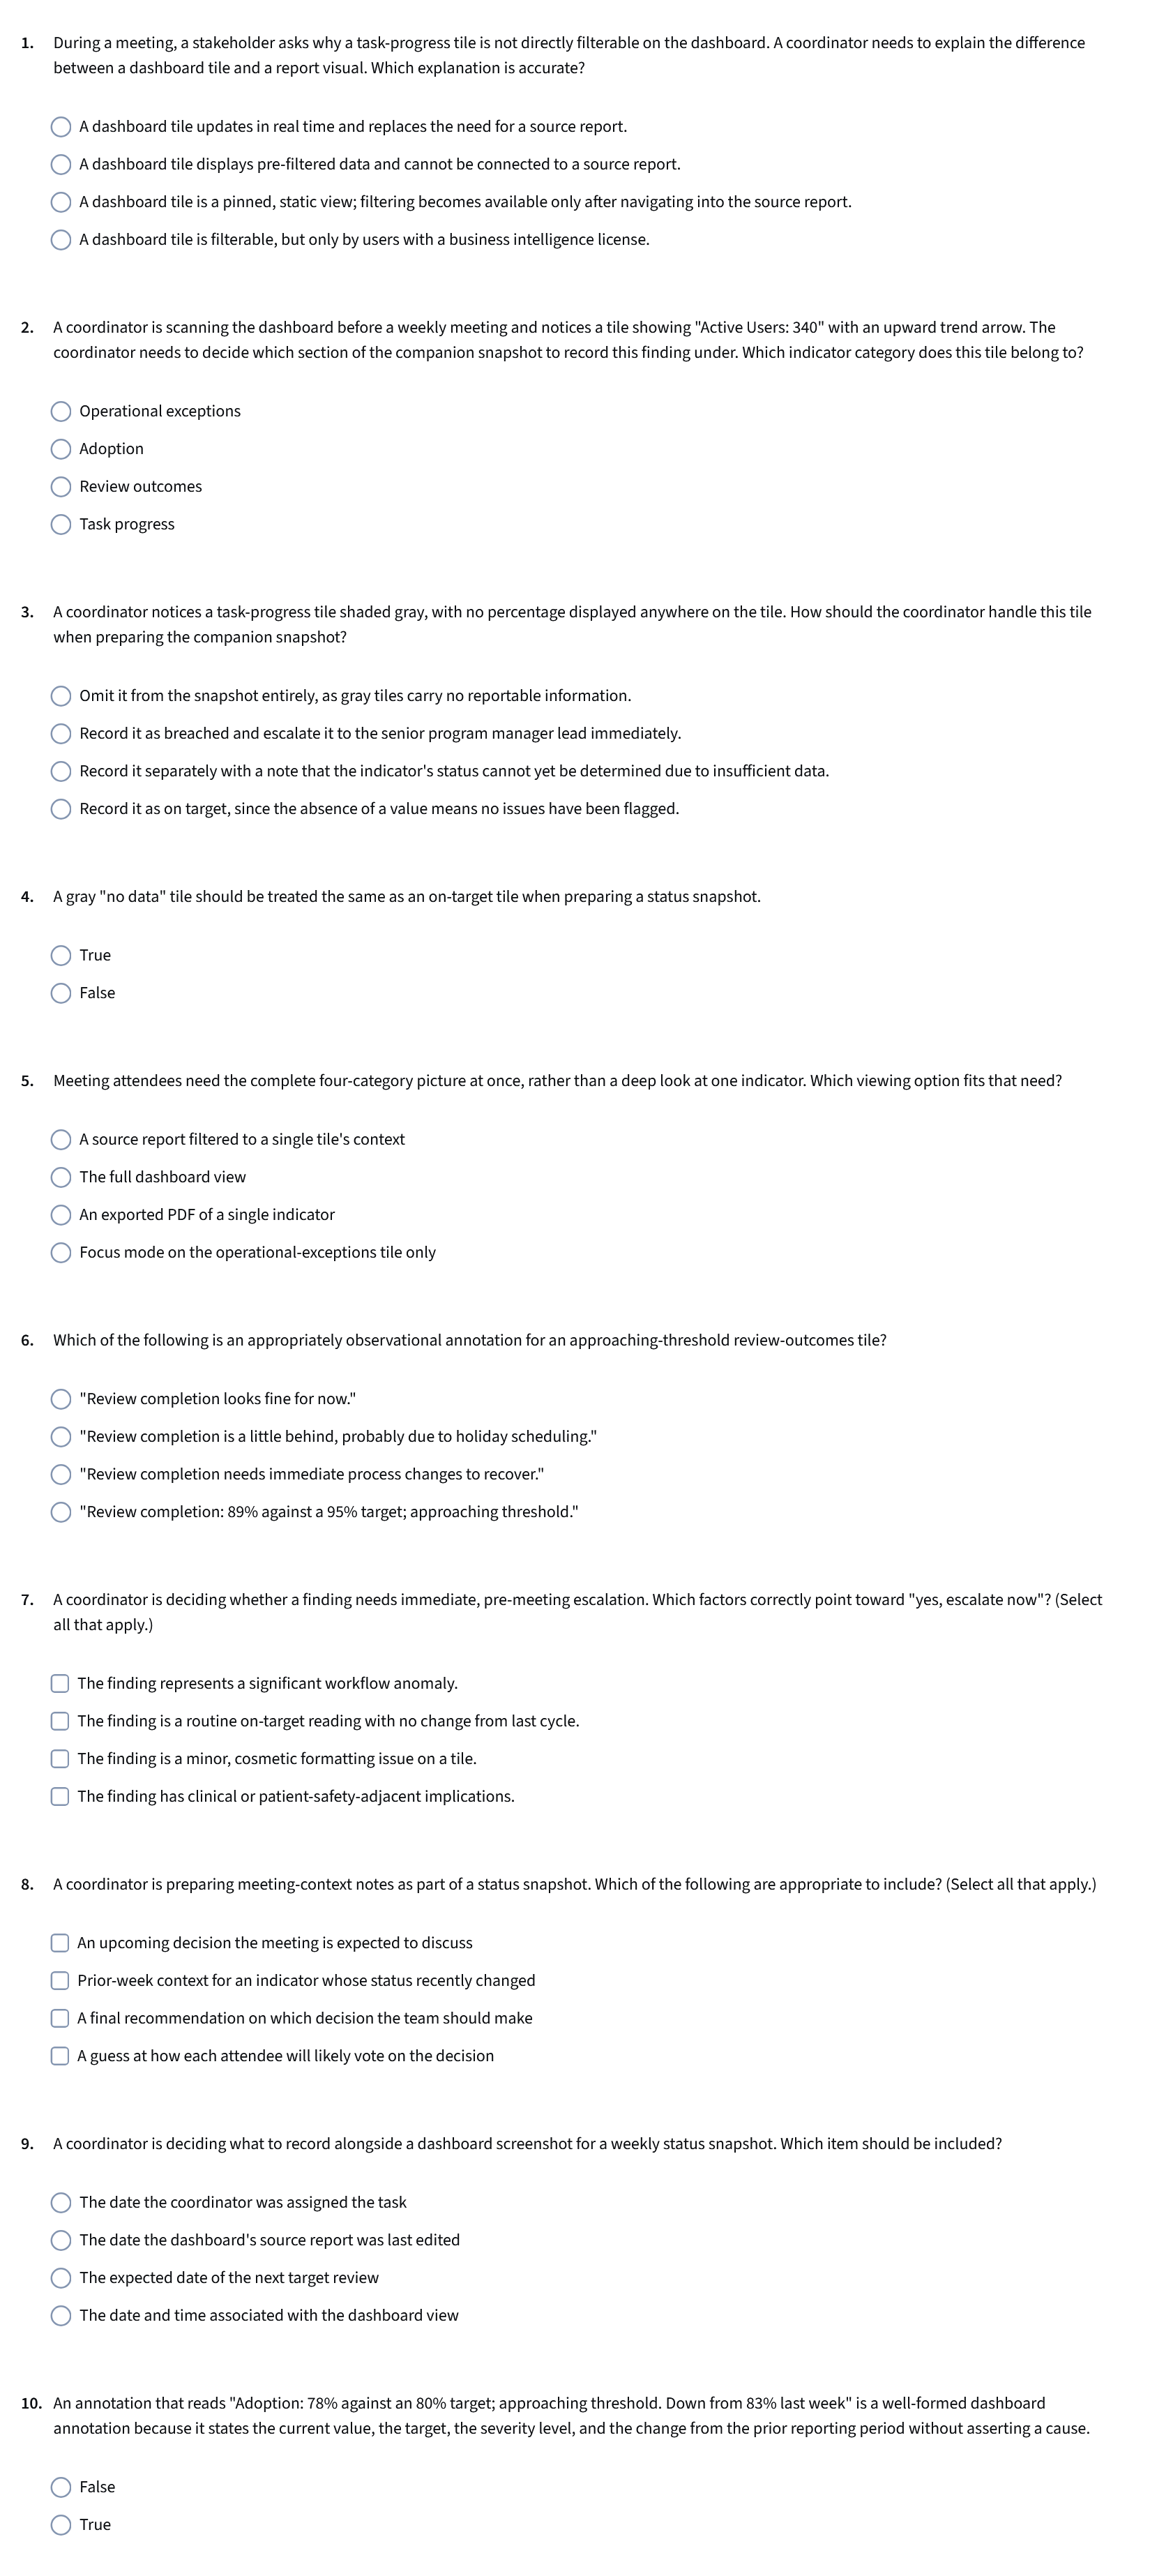 1. During a meeting, a stakeholder asks why a task-progress tile is not directly filterable on the dashboard. A coordinator needs to explain the difference
between a dashboard tile and a report visual. Which explanation is accurate?
A dashboard tile updates in real time and replaces the need for a source report.
A dashboard tile displays pre-filtered data and cannot be connected to a source report.
A dashboard tile is a pinned, static view; filtering becomes available only after navigating into the source report.
A dashboard tile is filterable, but only by users with a business intelligence license.
2. A coordinator is scanning the dashboard before a weekly meeting and notices a tile showing "Active Users: 340" with an upward trend arrow. The
coordinator needs to decide which section of the companion snapshot to record this finding under. Which indicator category does this tile belong to?
Operational exceptions
Adoption
Review outcomes
Task progress
3. A coordinator notices a task-progress tile shaded gray, with no percentage displayed anywhere on the tile. How should the coordinator handle this tile
when preparing the companion snapshot?
Omit it from the snapshot entirely, as gray tiles carry no reportable information.
Record it as breached and escalate it to the senior program manager lead immediately.
Record it separately with a note that the indicator's status cannot yet be determined due to insufficient data.
Record it as on target, since the absence of a value means no issues have been flagged.
4. A gray "no data" tile should be treated the same as an on-target tile when preparing a status snapshot.
True
False
5. Meeting attendees need the complete four-category picture at once, rather than a deep look at one indicator. Which viewing option fits that need?
A source report filtered to a single tile's context
The full dashboard view
An exported PDF of a single indicator
Focus mode on the operational-exceptions tile only
6. Which of the following is an appropriately observational annotation for an approaching-threshold review-outcomes tile?
"Review completion looks fine for now."
"Review completion is a little behind, probably due to holiday scheduling."
"Review completion needs immediate process changes to recover."
"Review completion: 89% against a 95% target; approaching threshold."
7. A coordinator is deciding whether a finding needs immediate, pre-meeting escalation. Which factors correctly point toward "yes, escalate now"? (Select
all that apply.)
The finding represents a significant workflow anomaly.
The finding is a routine on-target reading with no change from last cycle.
The finding is a minor, cosmetic formatting issue on a tile.
The finding has clinical or patient-safety-adjacent implications.
8. A coordinator is preparing meeting-context notes as part of a status snapshot. Which of the following are appropriate to include? (Select all that apply.)
An upcoming decision the meeting is expected to discuss
Prior-week context for an indicator whose status recently changed
A final recommendation on which decision the team should make
A guess at how each attendee will likely vote on the decision
9. A coordinator is deciding what to record alongside a dashboard screenshot for a weekly status snapshot. Which item should be included?
The date the coordinator was assigned the task
The date the dashboard's source report was last edited
The expected date of the next target review
The date and time associated with the dashboard view
10. An annotation that reads "Adoption: 78% against an 80% target; approaching threshold. Down from 83% last week" is a well-formed dashboard
annotation because it states the current value, the target, the severity level, and the change from the prior reporting period without asserting a cause.
False
True